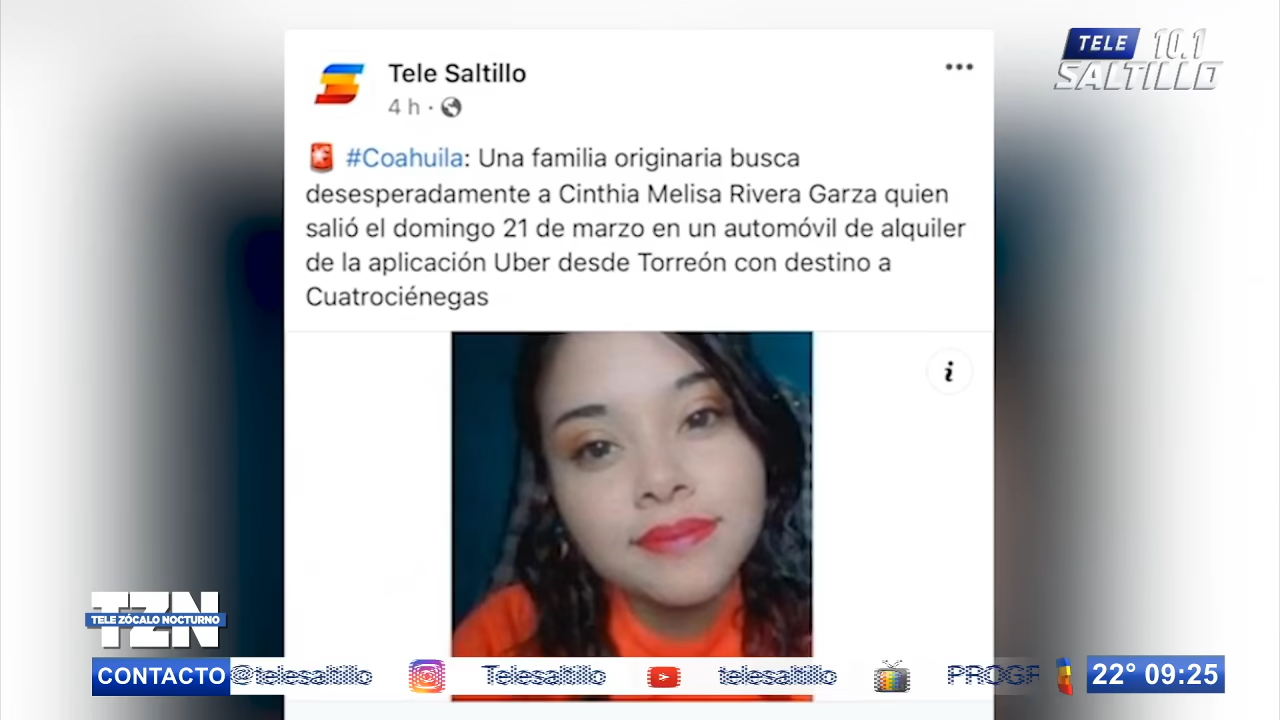 TELE 10.1
SALTILLO
Tele Saltillo
4 h ·
#Coahuila: Una familia originaria busca
desesperadamente a Cinthia Melisa Rivera Garza quien
salió el domingo 21 de marzo en un automóvil de alquiler
de la aplicación Uber desde Torreón con destino a
Cuatrociénegas
i
TZN
TELE ZÓCALO NOCTURNO
CONTACTO @telesaltillo Telesaltillo telesaltillo PROGR 22° 09:25